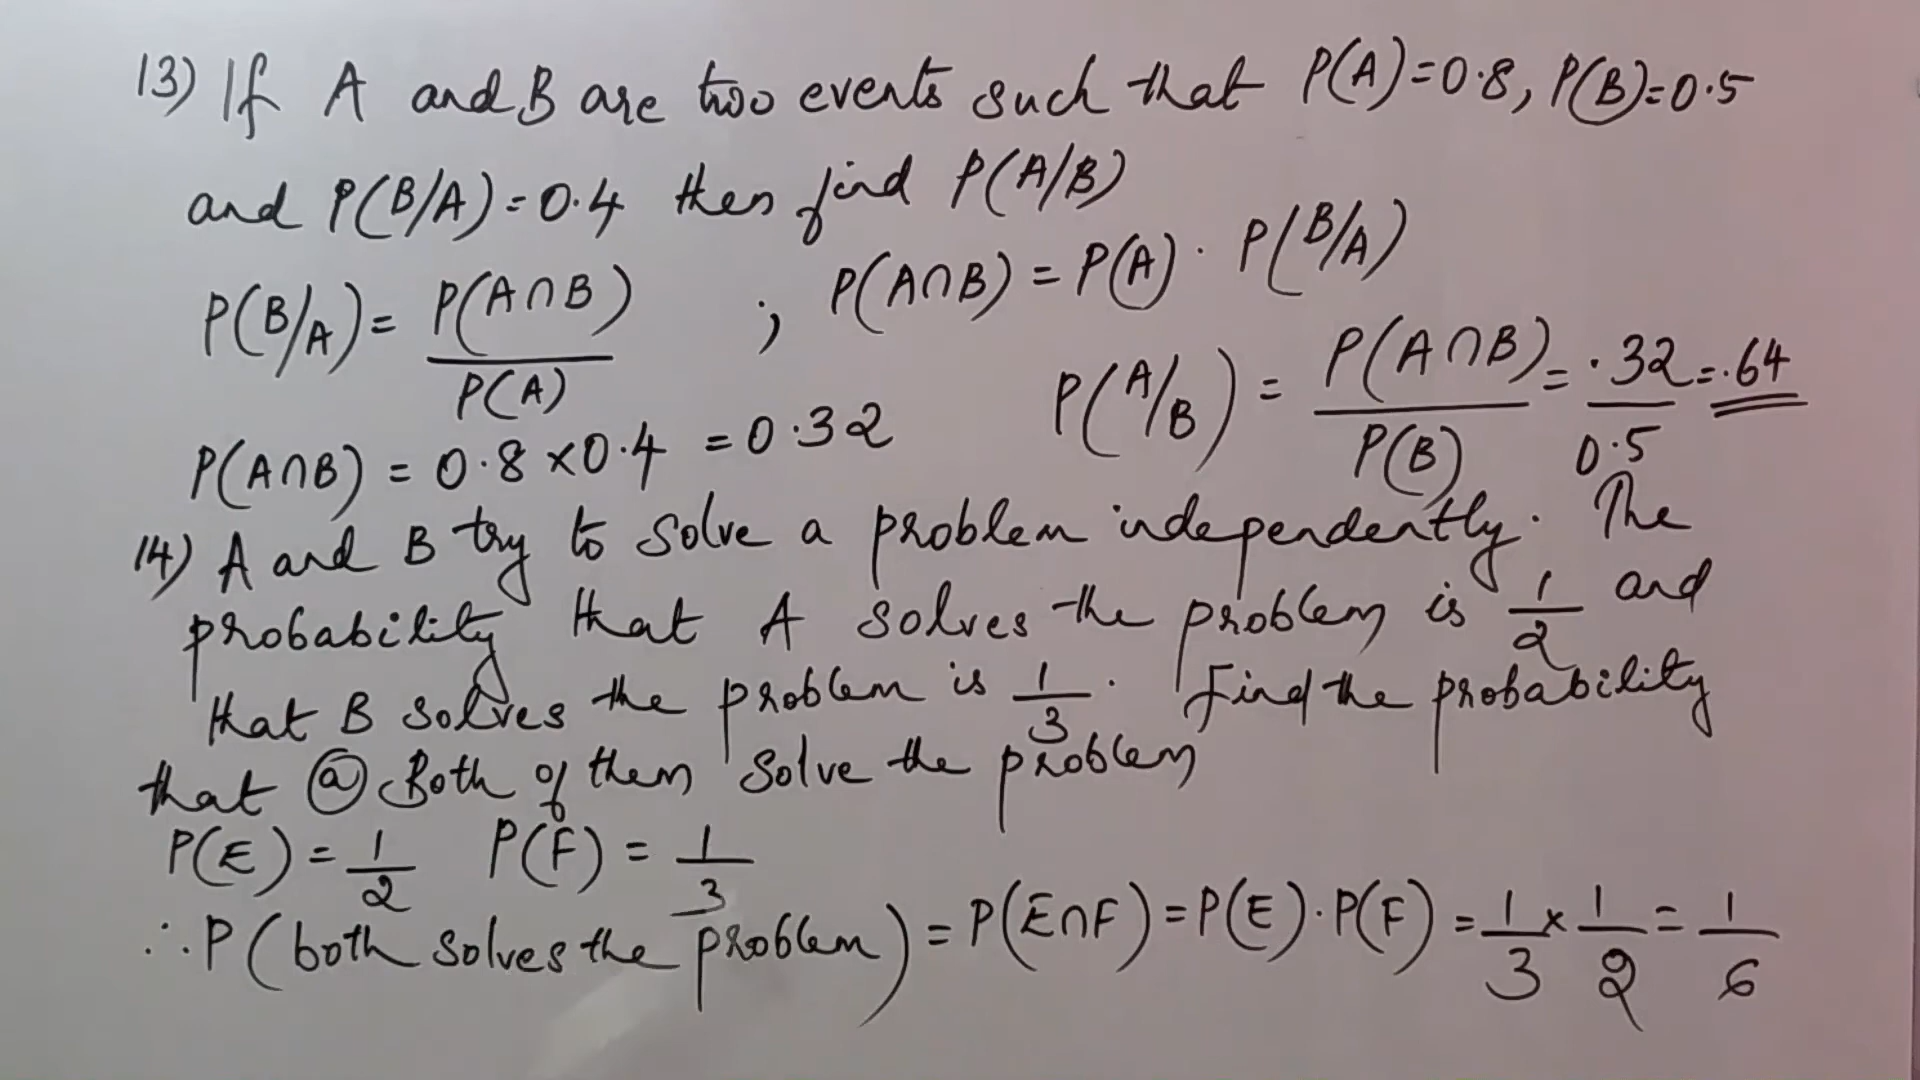 13) If A and B are two events such that P(A)=0.8, P(B)=0.5
and P(B/A)=0.4 then find P(A/B)
P(B/A) = P(A∩B) / P(A) ; P(A∩B) = P(A) · P(B/A)
P(A∩B) = 0.8 × 0.4 = 0.32 P(A/B) = P(A∩B) / P(B) = .32 / 0.5 = .64
14) A and B try to solve a problem independently. The
probability that A solves the problem is 1/2 and
that B solves the problem is 1/3. Find the probability
that (a) Both of them solve the problem
P(E) = 1/2 P(F) = 1/3
∴ P(both solves the problem) = P(E∩F) = P(E)·P(F) = 1/3 × 1/2 = 1/6